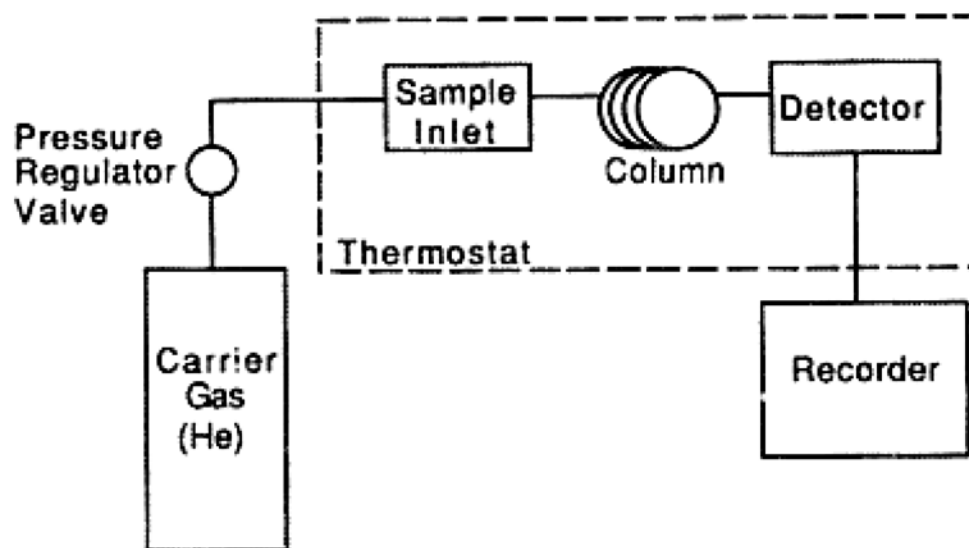 Pressure
Regulator
Valve
Sample
Inlet
Column
Detector
Thermostat
Carrier
Gas
(He)
Recorder